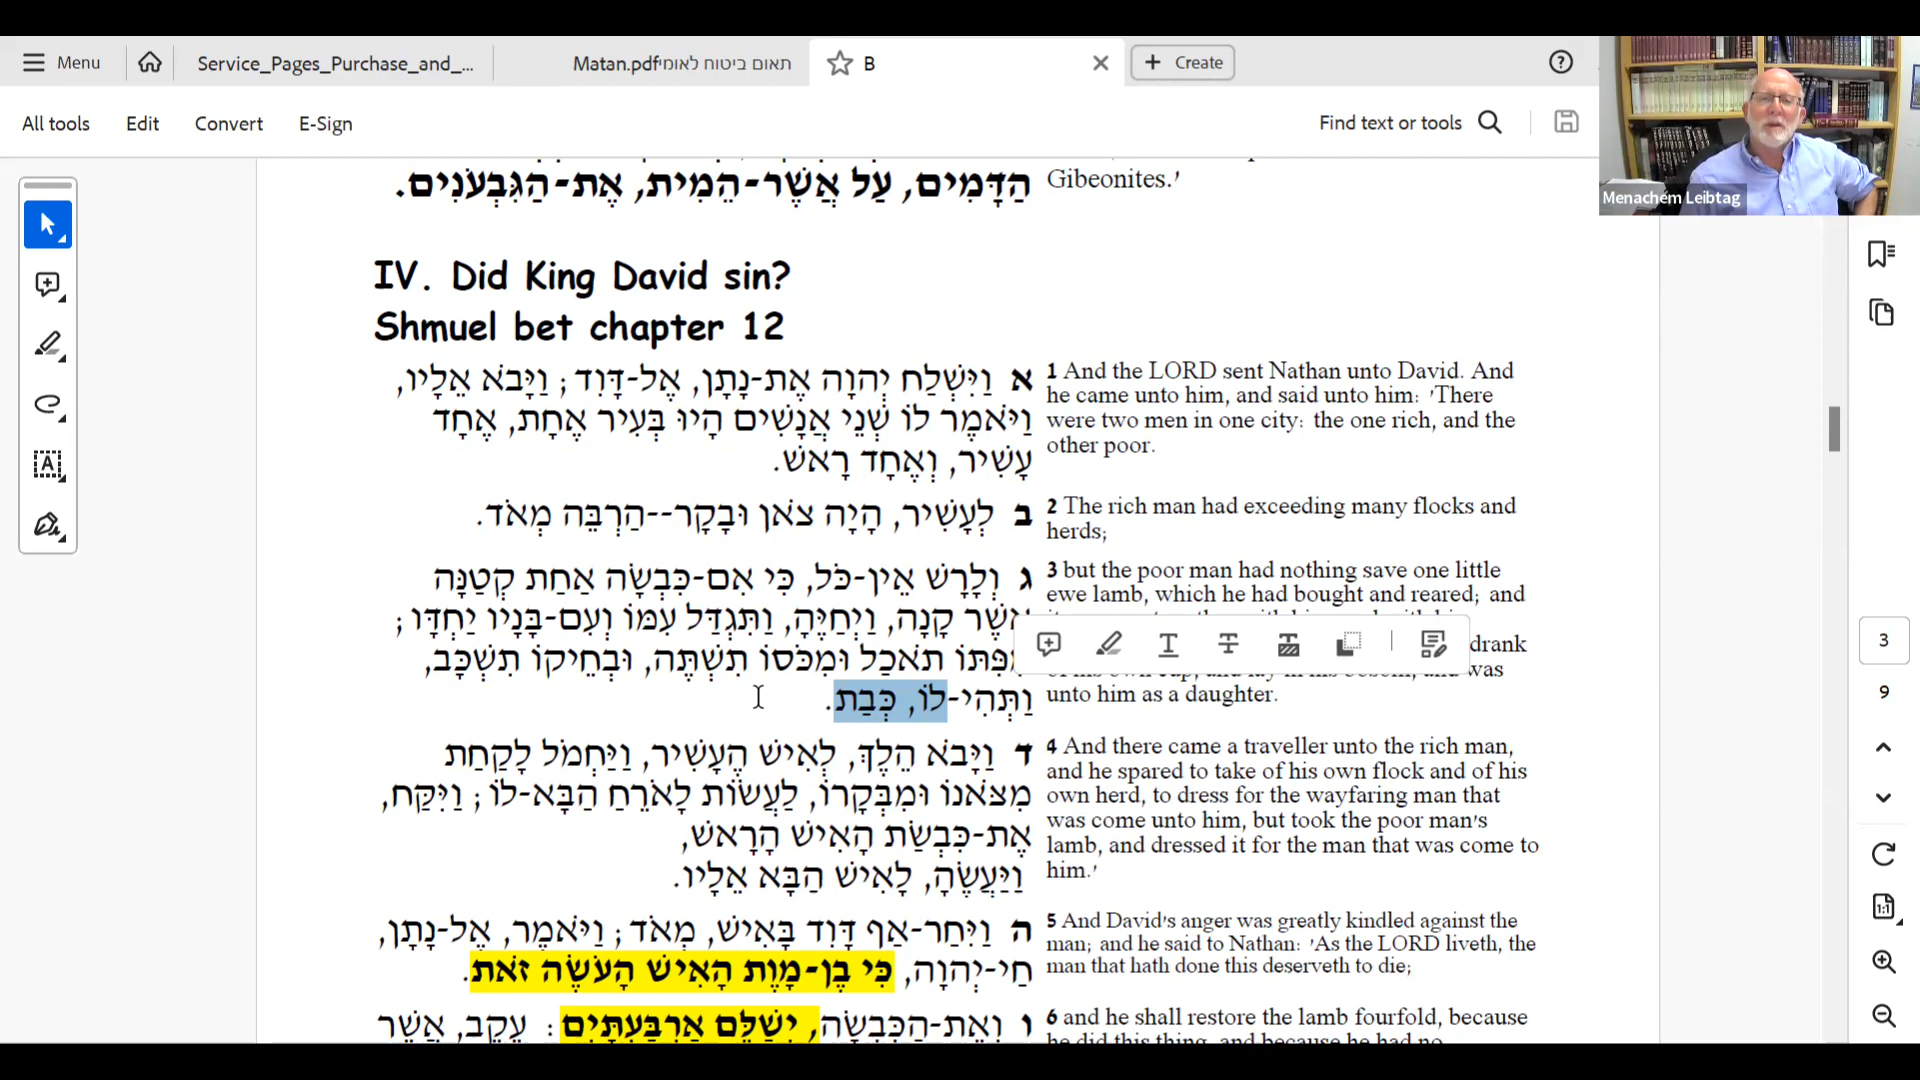 Menu
Service_Pages_Purchase_and_...
תאום ביטוח לאומי Matan.pdf
B
Create
All tools
Edit
Convert
E-Sign
Find text or tools
Menachem Leibtag
הַדָּמִים, עַל אֲשֶׁר-הֵמִית, אֶת-הַגִּבְעֹנִים.
Gibeonites.'
IV. Did King David sin?
Shmuel bet chapter 12
א וַיִּשְׁלַח יְהוָה אֶת-נָתָן, אֶל-דָּוִד; וַיָּבֹא אֵלָיו,
וַיֹּאמֶר לוֹ שְׁנֵי אֲנָשִׁים הָיוּ בְּעִיר אֶחָת, אֶחָד
עָשִׁיר, וְאֶחָד רָאשׁ.
1 And the LORD sent Nathan unto David. And
he came unto him, and said unto him: 'There
were two men in one city: the one rich, and the
other poor.
ב לְעָשִׁיר, הָיָה צֹאן וּבָקָר--הַרְבֵּה מְאֹד.
2 The rich man had exceeding many flocks and
herds;
ג וְלָרָשׁ אֵין-כֹּל, כִּי אִם-כִּבְשָׂה אַחַת קְטַנָּה
אֲשֶׁר קָנָה, וַיְחַיֶּהָ, וַתִּגְדַּל עִמּוֹ וְעִם-בָּנָיו יַחְדָּו;
מִפִּתּוֹ תֹאכַל וּמִכֹּסוֹ תִשְׁתֶּה, וּבְחֵיקוֹ תִשְׁכָּב,
וַתְּהִי-לוֹ, כְּבַת.
3 but the poor man had nothing save one little
ewe lamb, which he had bought and reared; and
drank
was
unto him as a daughter.
ד וַיָּבֹא הֵלֶךְ, לְאִישׁ הֶעָשִׁיר, וַיַּחְמֹל לָקַחַת
מִצֹּאנוֹ וּמִבְּקָרוֹ, לַעֲשׂוֹת לָאֹרֵחַ הַבָּא-לוֹ; וַיִּקַּח,
אֶת-כִּבְשַׂת הָאִישׁ הָרָאשׁ,
וַיַּעֲשֶׂהָ, לָאִישׁ הַבָּא אֵלָיו.
4 And there came a traveller unto the rich man,
and he spared to take of his own flock and of his
own herd, to dress for the wayfaring man that
was come unto him, but took the poor man's
lamb, and dressed it for the man that was come to
him.'
ה וַיִּחַר-אַף דָּוִד בָּאִישׁ, מְאֹד; וַיֹּאמֶר, אֶל-נָתָן,
חַי-יְהוָה, כִּי בֶן-מָוֶת הָאִישׁ הָעֹשֶׂה זֹאת.
5 And David's anger was greatly kindled against the
man; and he said to Nathan: 'As the LORD liveth, the
man that hath done this deserveth to die;
ו וְאֶת-הַכִּבְשָׂה, יְשַׁלֵּם אַרְבַּעְתָּיִם: עֵקֶב, אֲשֶׁר
6 and he shall restore the lamb fourfold, because
he did this thing, and because he had no
3
9
1:1